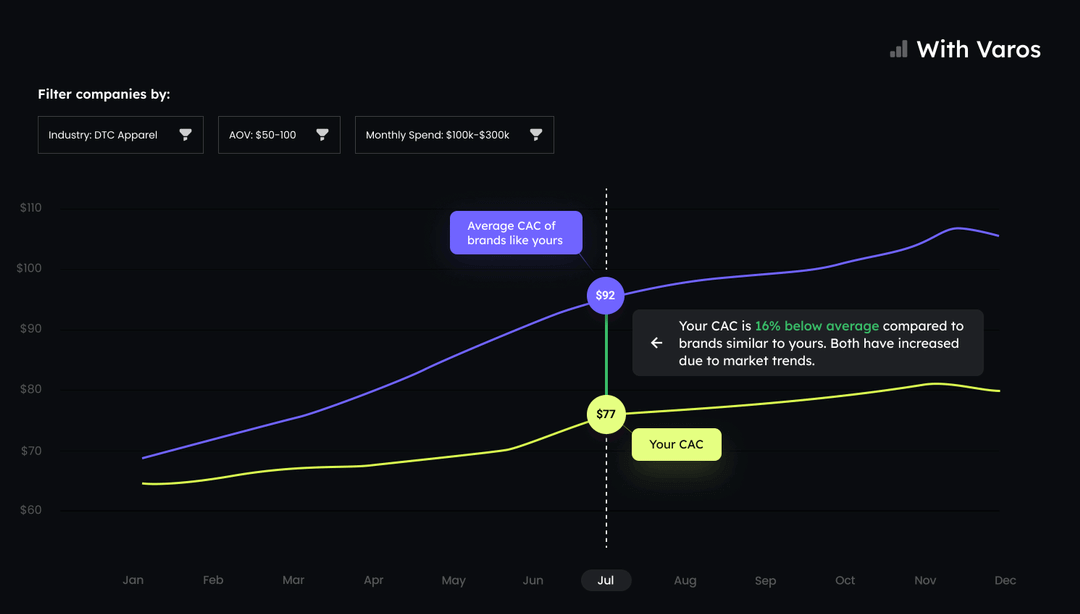 With Varos
Filter companies by:
Industry: DTC Apparel
AOV: $50-100
Monthly Spend: $100k-$300k
$110
$100
$90
$80
$70
$60
Average CAC of
brands like yours
$92
Your CAC is 16% below average compared to
brands similar to yours. Both have increased
due to market trends.
$77
Your CAC
Jan Feb Mar Apr May Jun Jul Aug Sep Oct Nov Dec